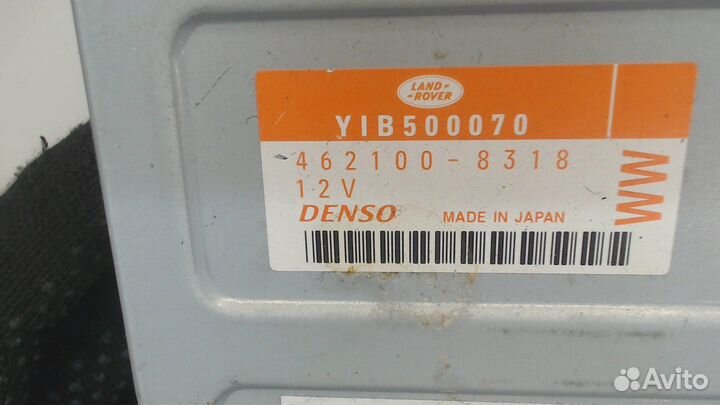 LAND
ROVER
YIB500070
462100-8318
12V
DENSO MADE IN JAPAN
WW
Avito